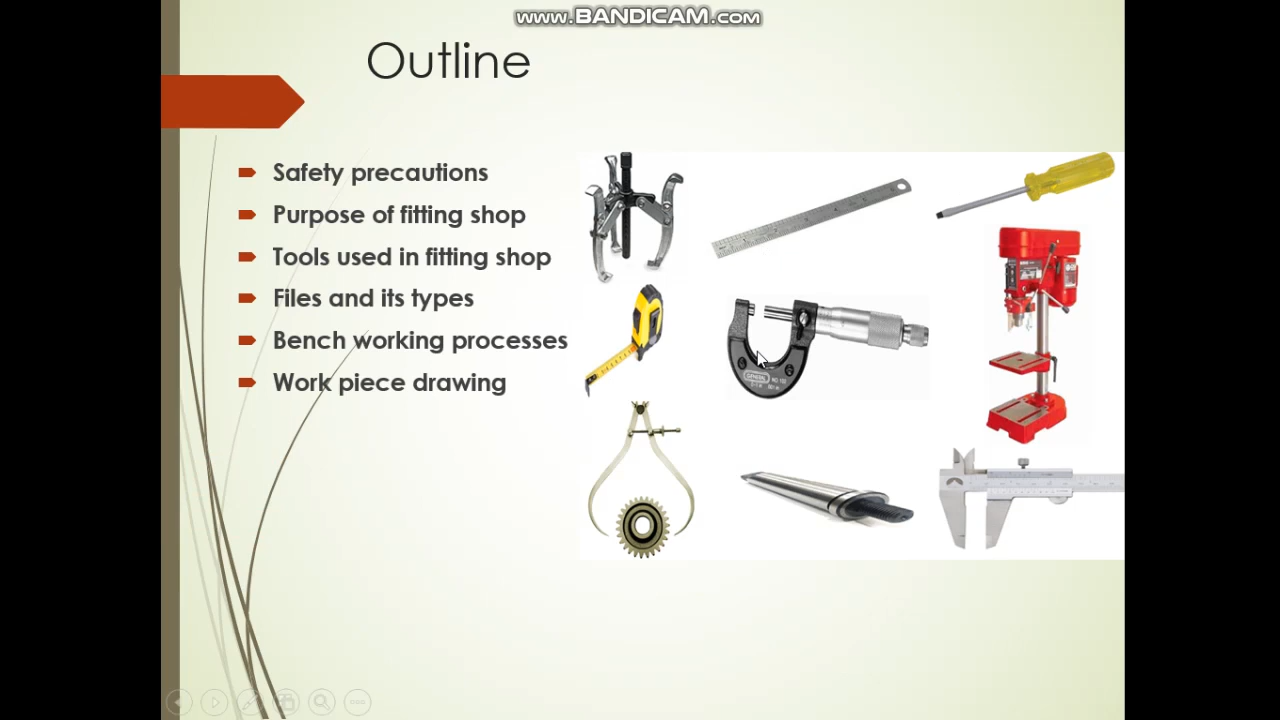 www.BANDICAM.com
Outline
Safety precautions
Purpose of fitting shop
Tools used in fitting shop
Files and its types
Bench working processes
Work piece drawing
GENERAL